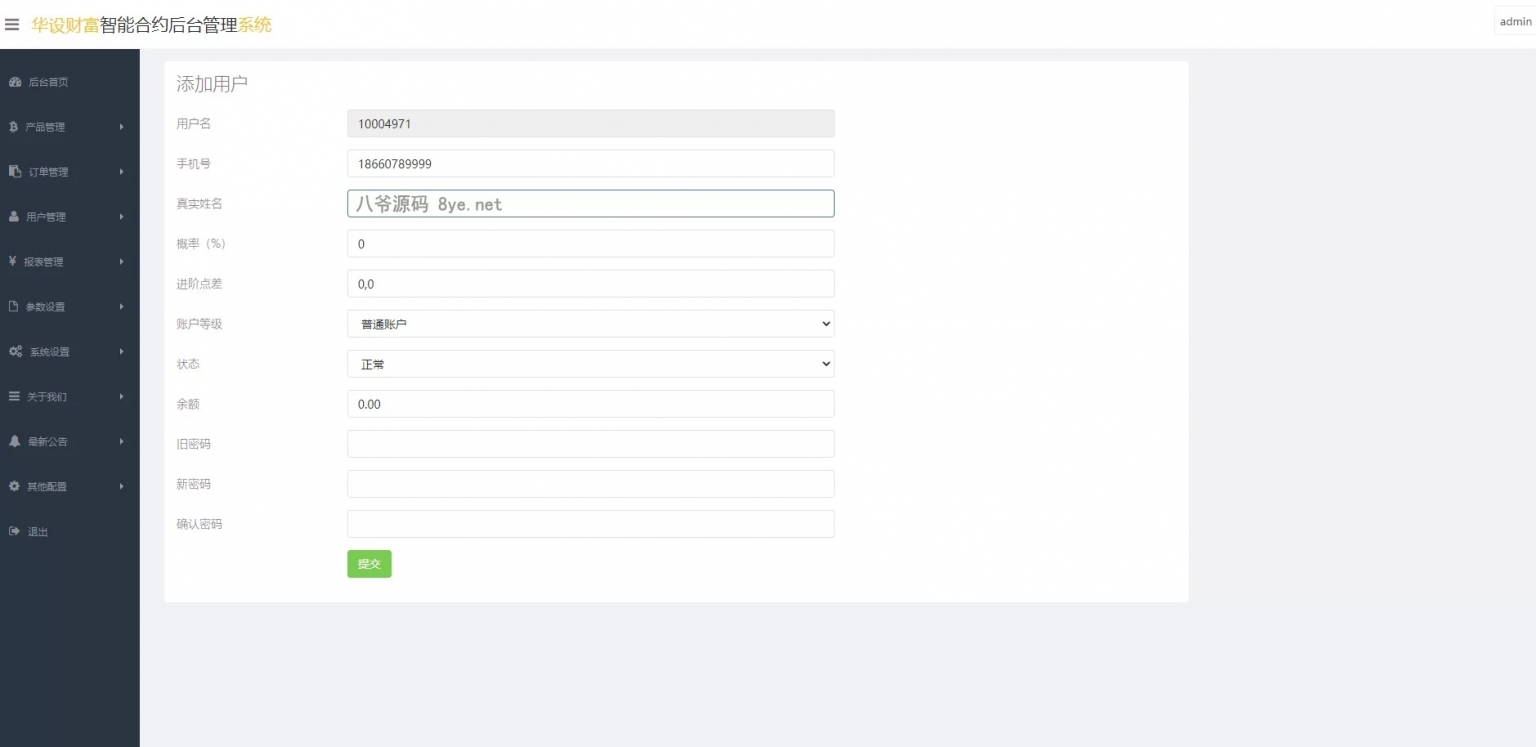 华设财富智能合约后台管理系统
admin
后台首页
产品管理
订单管理
用户管理
报表管理
参数设置
系统设置
关于我们
最新公告
其他配置
退出
添加用户
用户名 10004971
手机号 18660789999
真实姓名 八爷源码 8ye.net
概率（%） 0
进阶点差 0,0
账户等级 普通账户
状态 正常
余额 0.00
旧密码
新密码
确认密码
提交